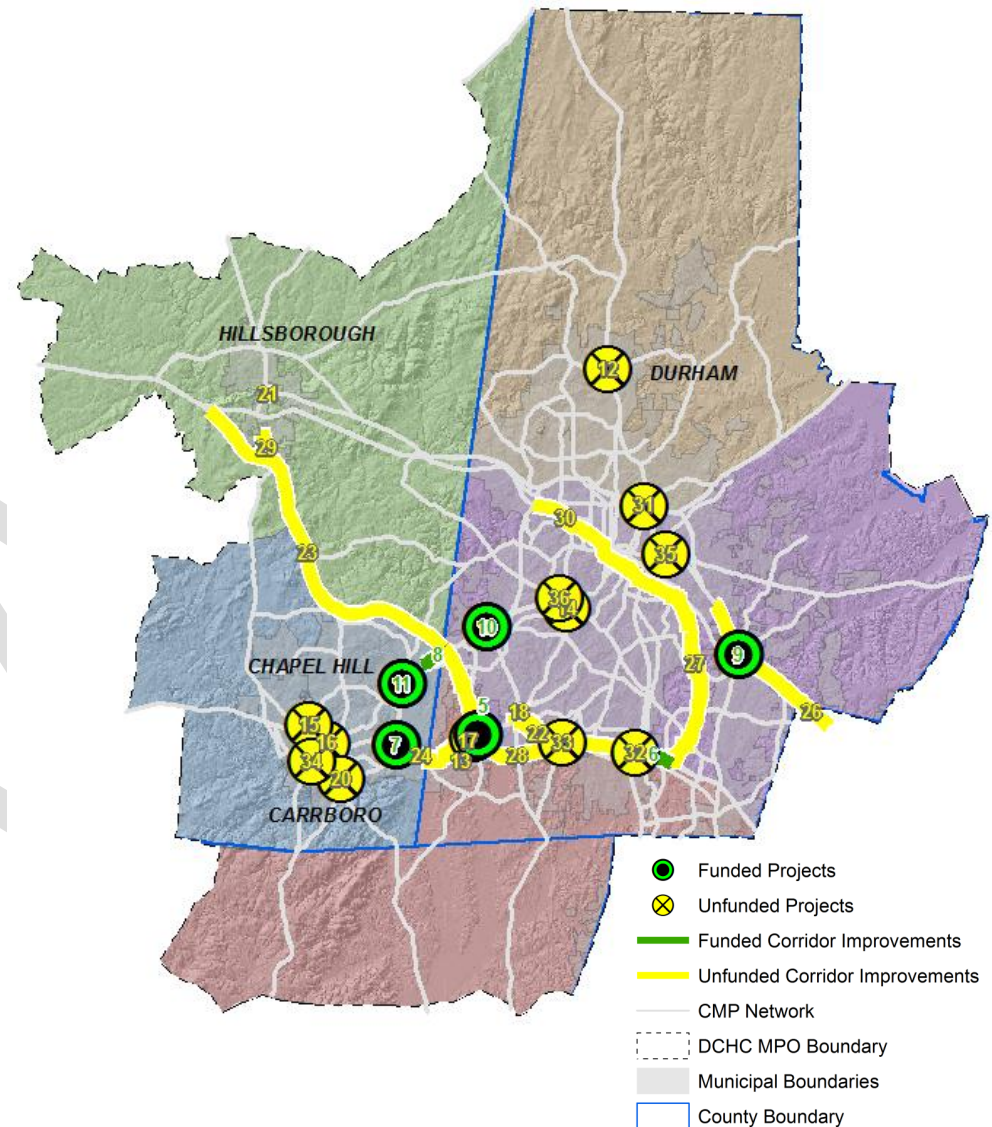 HILLSBOROUGH
12
DURHAM
21
29
31
30
35
23
36
14
10
8
CHAPEL HILL
11
9
27
5
18
26
15
17
22
33
16
7
24
13
28
32
6
34
20
CARRBORO
Funded Projects
Unfunded Projects
Funded Corridor Improvements
Unfunded Corridor Improvements
CMP Network
DCHC MPO Boundary
Municipal Boundaries
County Boundary